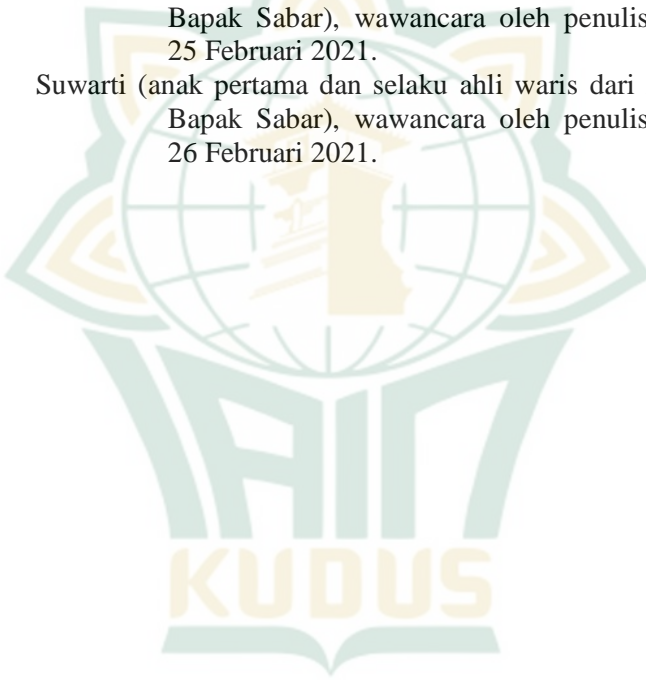 Bapak Sabar), wawancara oleh penulis
25 Februari 2021.
Suwarti (anak pertama dan selaku ahli waris dari
Bapak Sabar), wawancara oleh penulis
26 Februari 2021.
IAIN
KUDUS